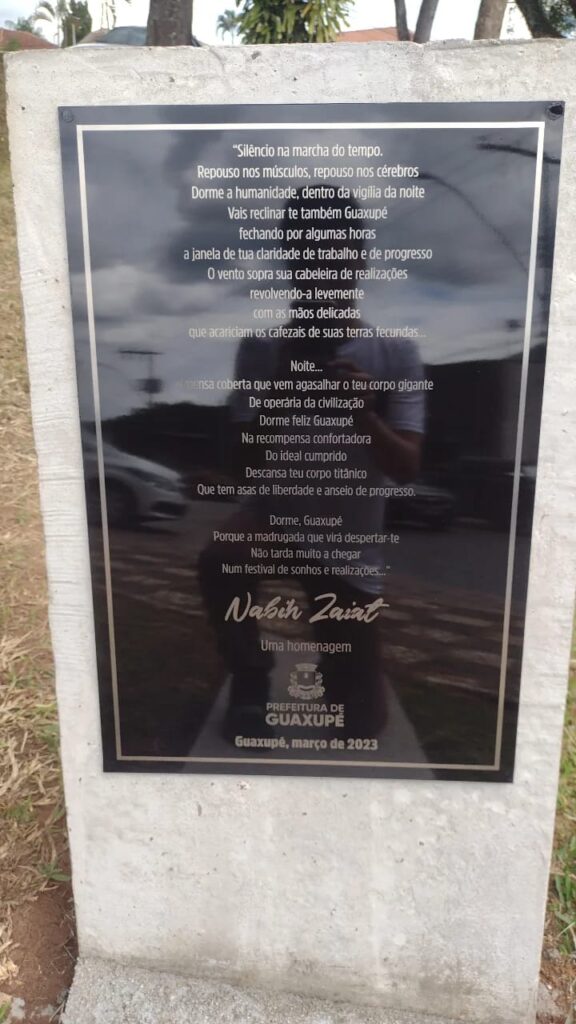 “Silêncio na marcha do tempo.
Repouso nos músculos, repouso nos cérebros
Dorme a humanidade, dentro da vigília da noite
Vais reclinar te também Guaxupé
fechando por algumas horas
a janela de tua claridade de trabalho e de progresso
O vento sopra sua cabeleira de realizações
revolvendo-a levemente
com as mãos delicadas
que acariciam os cafezais de suas terras fecundas...
Noite...
coberta que vem agasalhar o teu corpo gigante
De operária da civilização
Dorme feliz Guaxupé
Na recompensa confortadora
Do ideal cumprido
Descansa teu corpo titânico
Que tem asas de liberdade e anseio de progresso.
Dorme, Guaxupé
Porque a madrugada que virá despertar-te
Não tarda muito a chegar
Num festival de sonhos e realizações...”
Nabih Zaiat
Uma homenagem
PREFEITURA DE
GUAXUPÉ
Guaxupé, março de 2023